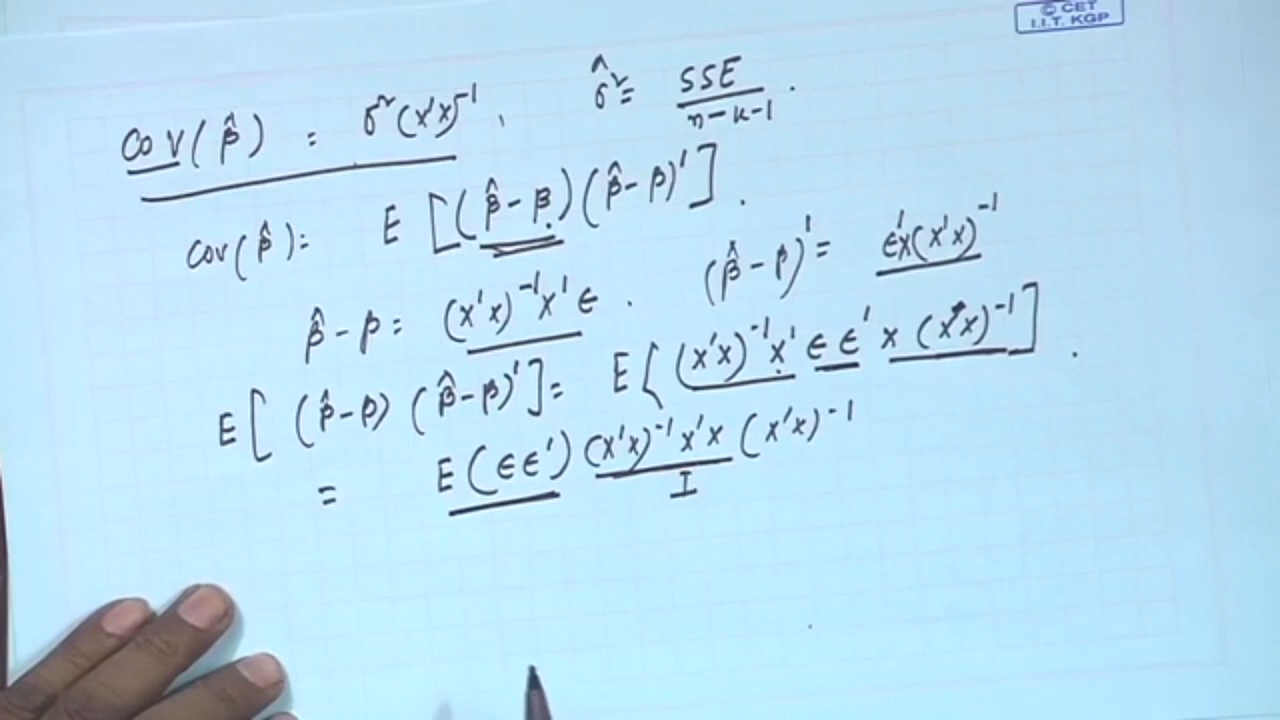 © CET
I.I.T. KGP
Cov(β̂) = σ²(x'x)⁻¹, σ̂² = SSE/(n-k-1).
Cov(β̂) = E[(β̂-β)(β̂-β)'].
β̂-β = (x'x)⁻¹x'ϵ. (β̂-β)' = ϵ'x(x'x)⁻¹
E[(β̂-β)(β̂-β)'] = E[(x'x)⁻¹x'ϵϵ'x(x'x)⁻¹].
= E(ϵϵ')(x'x)⁻¹x'x(x'x)⁻¹
I